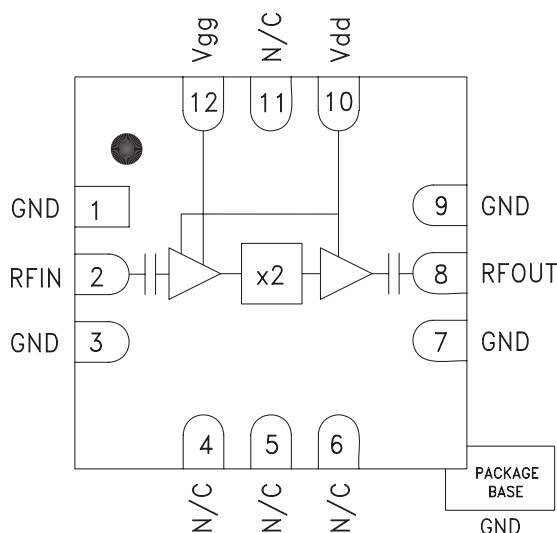 Vgg
N/C
Vdd
12
11
10
GND
1
9
GND
RFIN
2
x2
8
RFOUT
GND
3
7
GND
4
5
6
N/C
N/C
N/C
PACKAGE
BASE
GND